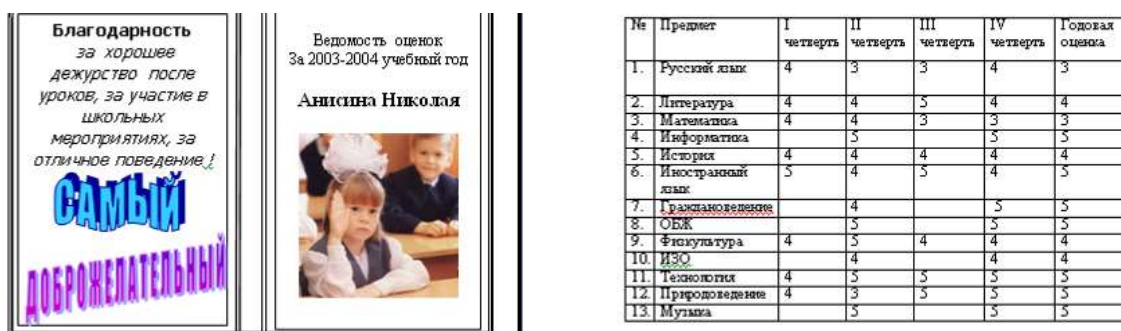 Благодарность
за хорошее
дежурство после
уроков, за участие в
школьных
мероприятиях, за
отличное поведение !
САМЫЙ
ДОБРОЖЕЛАТЕЛЬНЫЙ
Ведомость оценок
За 2003-2004 учебный год
Анисина Николая
№ Предмет I четверть II четверть III четверть IV четверть Годовая оценка
1. Русский язык 4 3 3 4 3
2. Литература 4 4 5 4 4
3. Математика 4 4 3 3 3
4. Информатика 5 5 5
5. История 4 4 4 4 4
6. Иностранный язык 5 4 5 4 5
7. Граждановедение 4 5 5
8. ОБЖ 5 5 5
9. Физкультура 4 5 4 4 4
10. ИЗО 4 4 4
11. Технология 4 5 5 5 5
12. Природоведение 4 3 5 5 5
13. Музыка 5 5 5